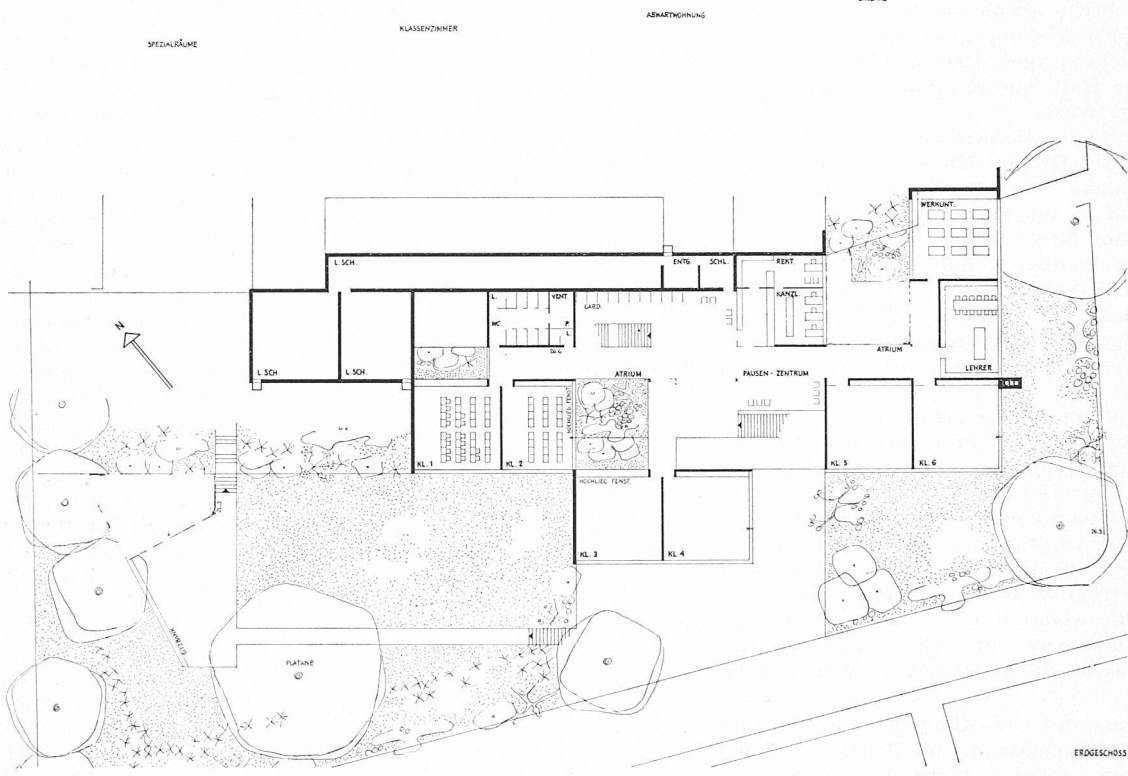 ABWARTWOHNUNG
KLASSENZIMMER
SPEZIALRÄUME
WERKUNT.
L. SCH.
ENTG.
SCHL.
REKT.
N
L.
VENT.
GARD.
KANZL.
WC.
P.
L.
ATRIUM
LEHRER
L. SCH.
L. SCH.
ATRIUM
PAUSEN - ZENTRUM
HOCHLIEG. FENST.
KL. 1
KL. 2
KL. 5
KL. 6
HOCHLIEG. FENST.
KL. 3
KL. 4
SITZBANK
PLATANE
ERDGESCHOSS